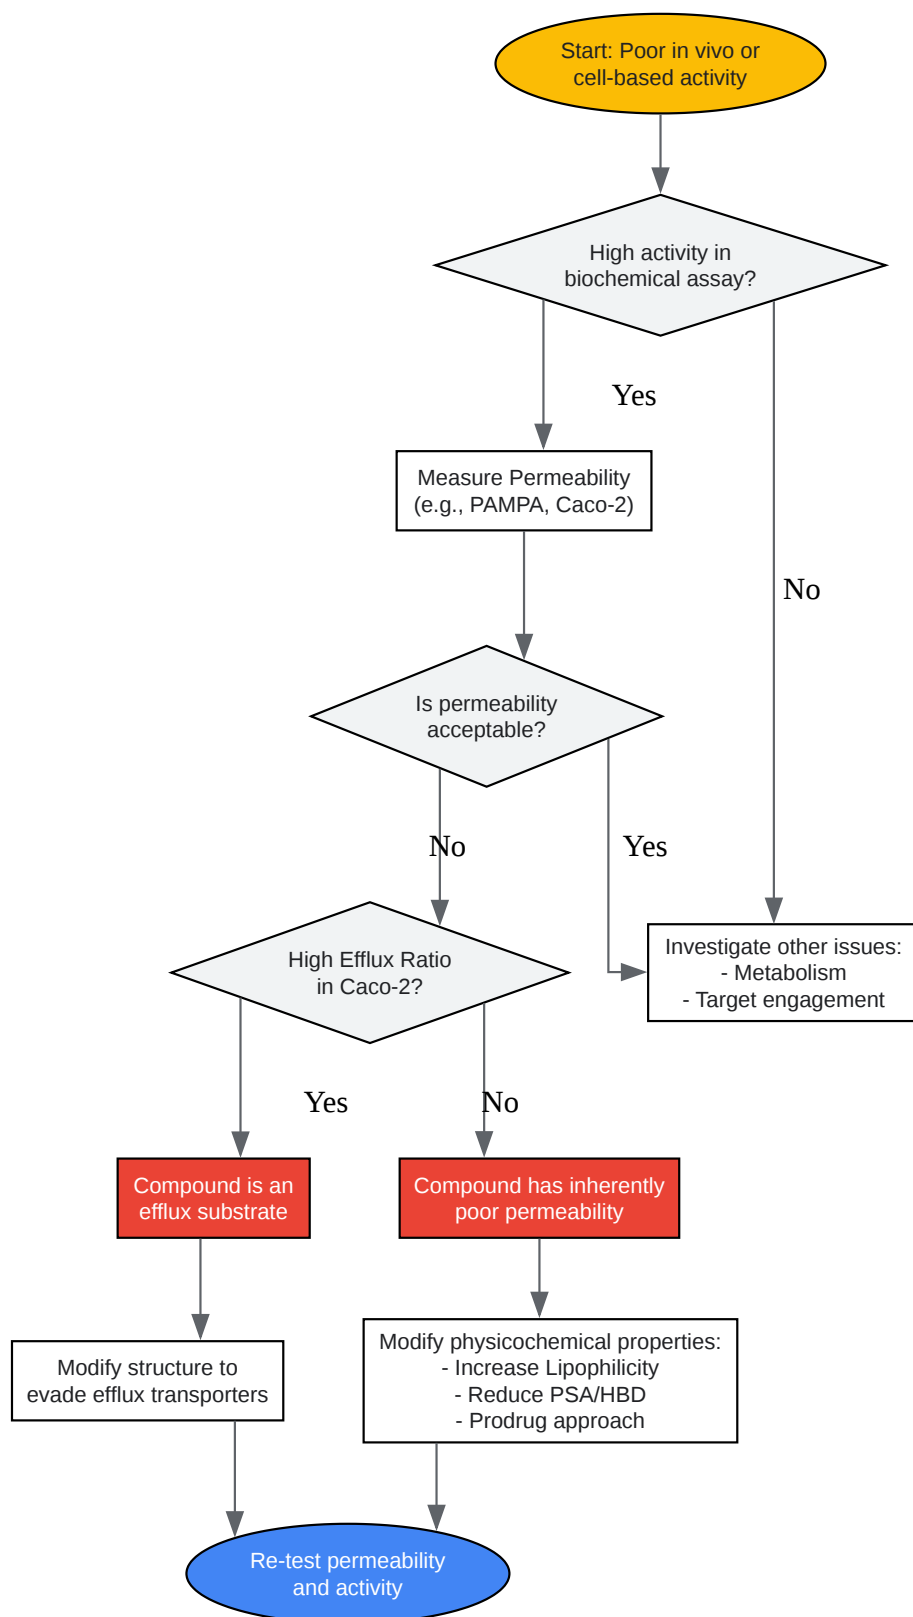 Start: Poor in vivo or
cell-based activity
High activity in
biochemical assay?
Yes
Measure Permeability
(e.g., PAMPA, Caco-2)
No
Is permeability
acceptable?
No
Yes
Investigate other issues:
- Metabolism
- Target engagement
High Efflux Ratio
in Caco-2?
Yes
No
Compound is an
efflux substrate
Compound has inherently
poor permeability
Modify structure to
evade efflux transporters
Modify physicochemical properties:
- Increase Lipophilicity
- Reduce PSA/HBD
- Prodrug approach
Re-test permeability
and activity